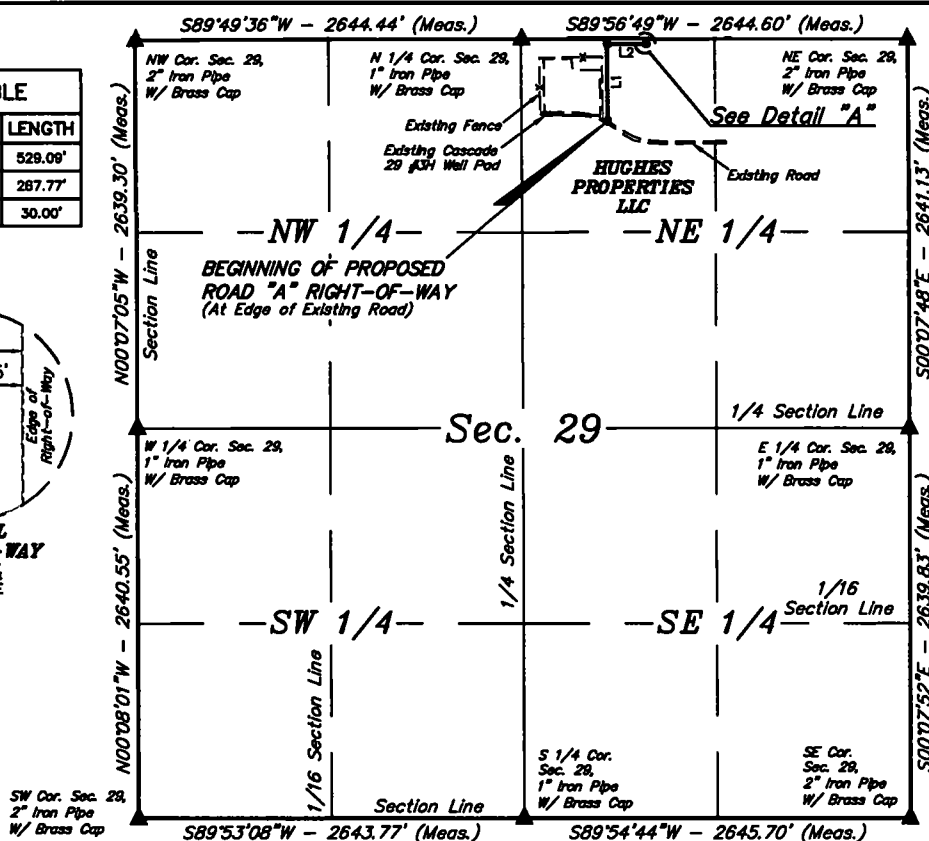 S89°49'36"W - 2644.44' (Meas.)
S89°56'49"W - 2644.60' (Meas.)
NW Cor. Sec. 29,
2" Iron Pipe
W/ Brass Cap
N 1/4 Cor. Sec. 29,
1" Iron Pipe
W/ Brass Cap
NE Cor. Sec. 29,
2" Iron Pipe
W/ Brass Cap
LE
LENGTH
529.09'
287.77'
30.00'
L2
L1
See Detail "A"
Existing Fence
Existing Cascade
29 #3H Well Pad
HUGHES
PROPERTIES
LLC
Existing Road
N00°07'05"W - 2639.30' (Meas.)
Section Line
S00°07'48"E - 2641.13' (Meas.)
NW 1/4
NE 1/4
BEGINNING OF PROPOSED
ROAD "A" RIGHT-OF-WAY
(At Edge of Existing Road)
Edge of
Right-of-Way
L
WAY
1/4 Section Line
Sec. 29
W 1/4 Cor. Sec. 29,
1" Iron Pipe
W/ Brass Cap
E 1/4 Cor. Sec. 29,
1" Iron Pipe
W/ Brass Cap
1/4 Section Line
N00°08'01"W - 2640.55' (Meas.)
S00°07'52"E - 2639.83' (Meas.)
1/16
Section Line
SW 1/4
SE 1/4
1/16 Section Line
S 1/4 Cor.
Sec. 29,
1" Iron Pipe
W/ Brass Cap
SE Cor.
Sec. 29,
2" Iron Pipe
W/ Brass Cap
SW Cor. Sec. 29,
2" Iron Pipe
W/ Brass Cap
Section Line
S89°53'08"W - 2643.77' (Meas.)
S89°54'44"W - 2645.70' (Meas.)